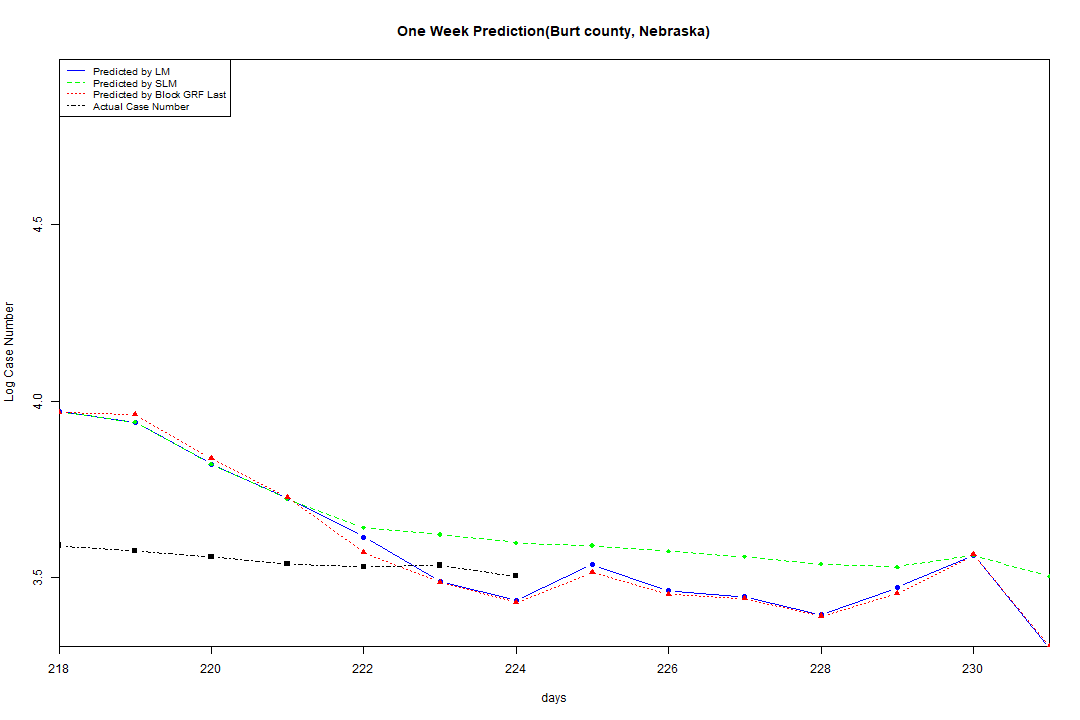 One Week Prediction(Burt county, Nebraska)
Predicted by LM
Predicted by SLM
Predicted by Block GRF Last
Actual Case Number
4.5
4.0
3.5
Log Case Number
218 220 222 224 226 228 230
days